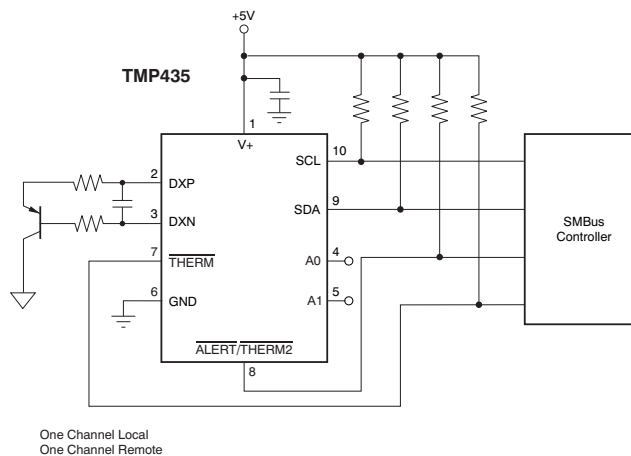 +5V
TMP435
1
V+
SCL
10
2
DXP
3
DXN
SDA
9
SMBus
Controller
7
THERM
A0
4
6
GND
A1
5
ALERT/THERM2
8
One Channel Local
One Channel Remote